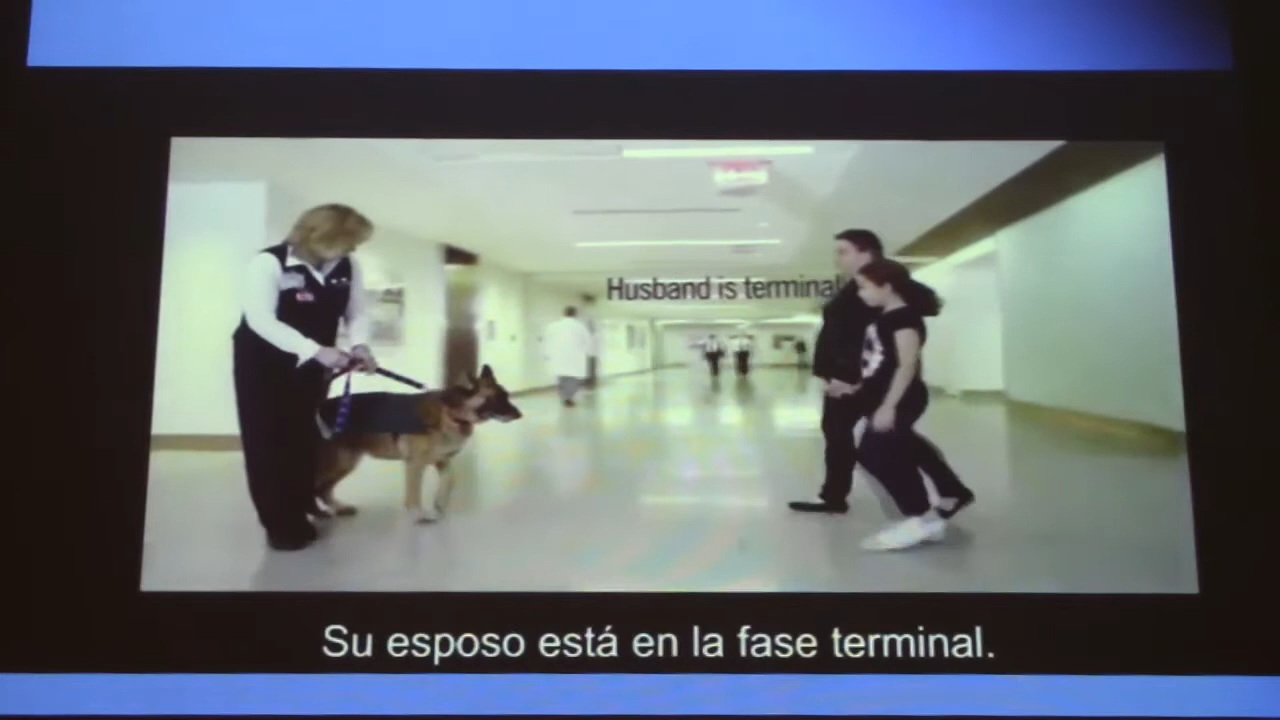 Husband is terminal
Su esposo está en la fase terminal.